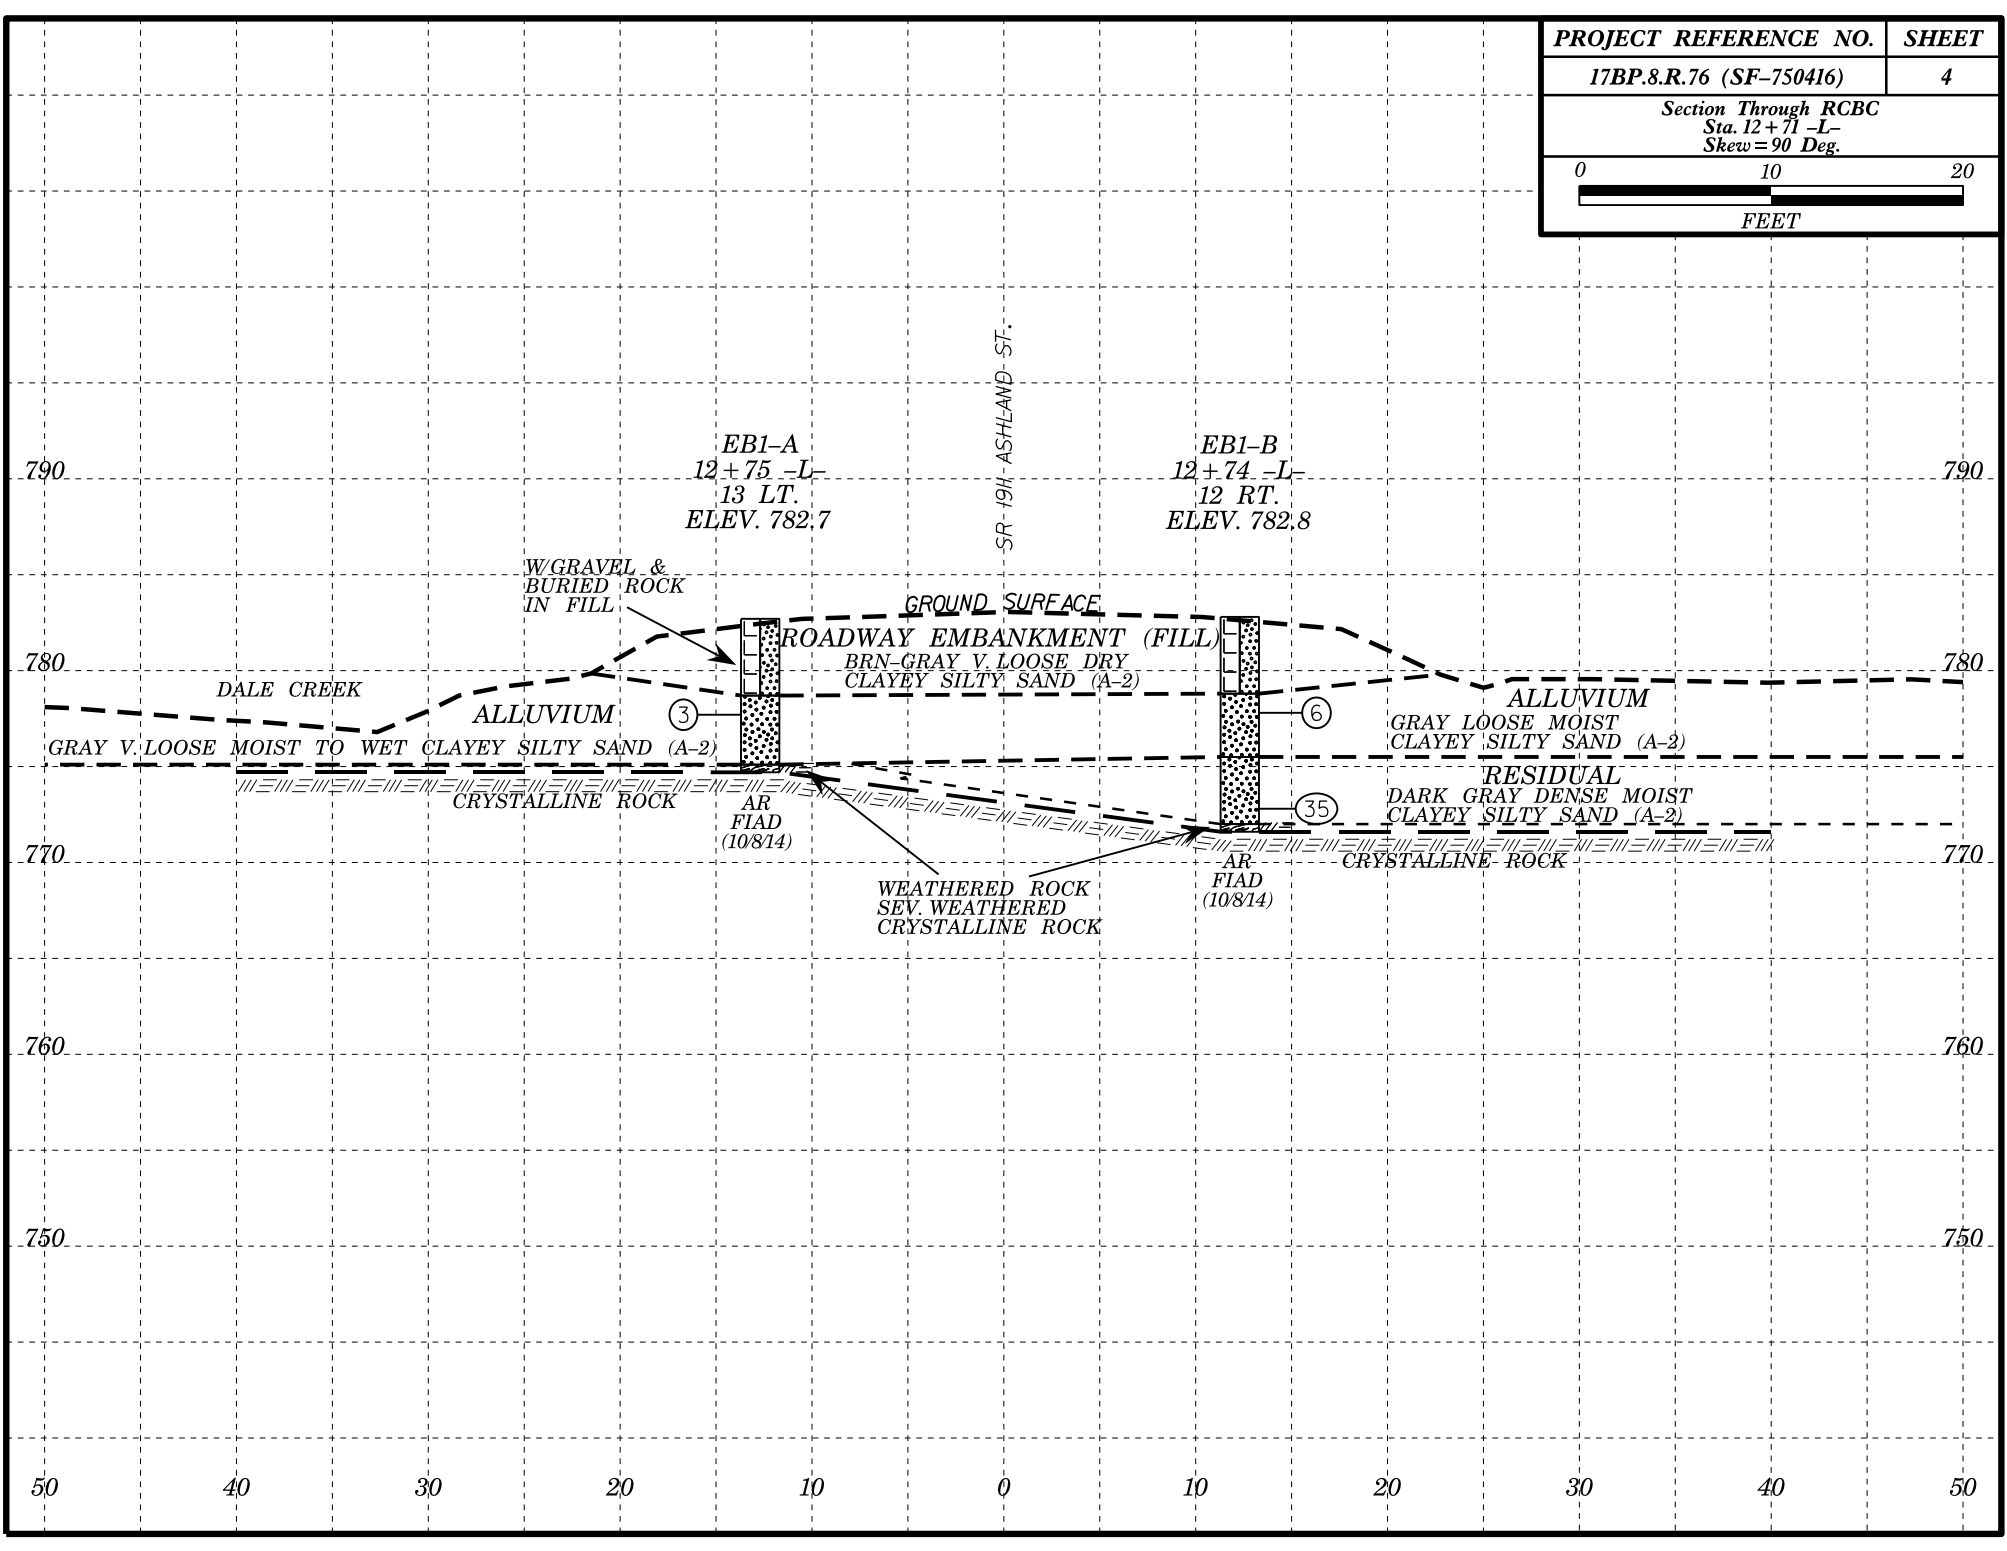 PROJECT REFERENCE NO. SHEET
17BP.8.R.76 (SF–750416) 4
Section Through RCBC
Sta. 12+71 –L–
Skew=90 Deg.
0 10 20
FEET
SR 1911 ASHLAND ST.
EB1–A
12+75 –L–
13 LT.
ELEV. 782.7
EB1–B
12+74 –L–
12 RT.
ELEV. 782.8
790 790
W/GRAVEL &
BURIED ROCK
IN FILL
GROUND SURFACE
ROADWAY EMBANKMENT (FILL)
BRN–GRAY V. LOOSE DRY
CLAYEY SILTY SAND (A–2)
780 780
DALE CREEK
ALLUVIUM
3
6
GRAY V. LOOSE MOIST TO WET CLAYEY SILTY SAND (A–2)
ALLUVIUM
GRAY LOOSE MOIST
CLAYEY SILTY SAND (A–2)
RESIDUAL
DARK GRAY DENSE MOIST
CLAYEY SILTY SAND (A–2)
35
CRYSTALLINE ROCK
AR
FIAD
(10/8/14)
770 770
AR
FIAD
(10/8/14)
CRYSTALLINE ROCK
WEATHERED ROCK
SEV. WEATHERED
CRYSTALLINE ROCK
760 760
750 750
50 40 30 20 10 0 10 20 30 40 50